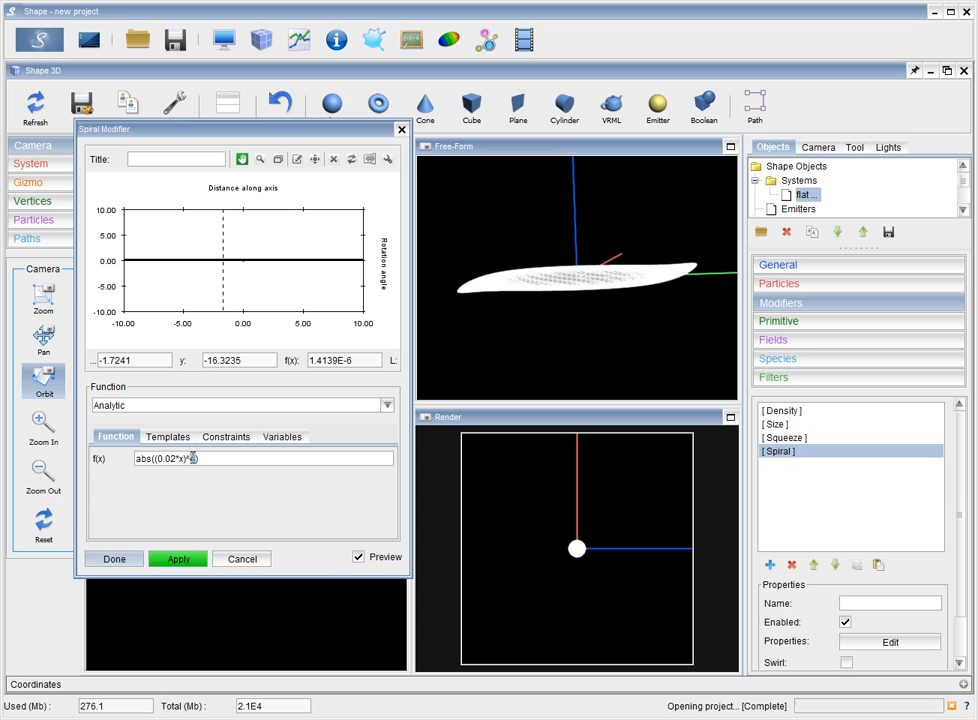 Shape - new project
Shape 3D
Refresh
Cone
Cube
Plane
Cylinder
VRML
Emitter
Boolean
Path
Camera
System
Gizmo
Vertices
Particles
Paths
Camera
Zoom
Pan
Orbit
Zoom In
Zoom Out
Reset
Spiral Modifier
Title:
Distance along axis
10.00
5.00
0.00
-5.00
-10.00
-10.00 -5.00 0.00 5.00 10.00
Rotation angle
...-1.7241 y: -16.3235 f(x): 1.4139E-6 L:
Function
Analytic
Function Templates Constraints Variables
f(x)
Done Apply Cancel Preview
Free-Form
Render
Objects Camera Tool Lights
Shape Objects
Systems
flat ...
Emitters
General
Particles
Modifiers
Primitive
Fields
Species
Filters
[ Density ]
[ Size ]
[ Squeeze ]
[ Spiral ]
Properties
Name:
Enabled:
Properties: Edit
Swirl:
Coordinates
Used (Mb) : 276.1 Total (Mb) : 2.1E4 Opening project... [Complete]